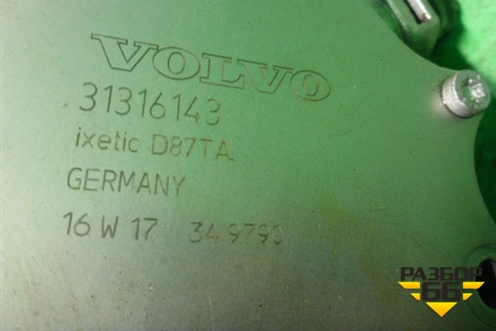 VOLVO
31316143
ixetic D87TA
GERMANY
16 W 17 349790
РАЗБОР
66